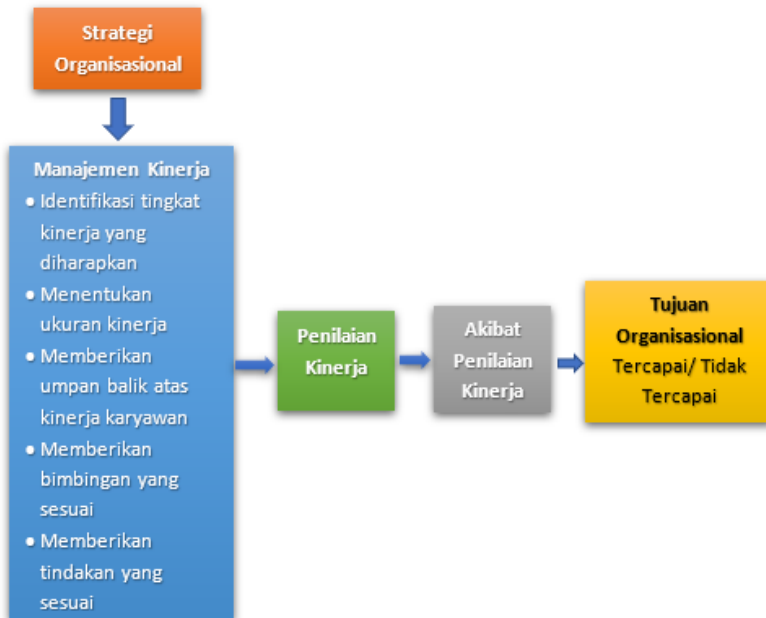 Strategi
Organisasional
Manajemen Kinerja
• Identifikasi tingkat
kinerja yang
diharapkan
• Menentukan
ukuran kinerja
• Memberikan
umpan balik atas
kinerja karyawan
• Memberikan
bimbingan yang
sesuai
• Memberikan
tindakan yang
sesuai
Penilaian
Kinerja
Akibat
Penilaian
Kinerja
Tujuan
Organisasional
Tercapai/ Tidak
Tercapai